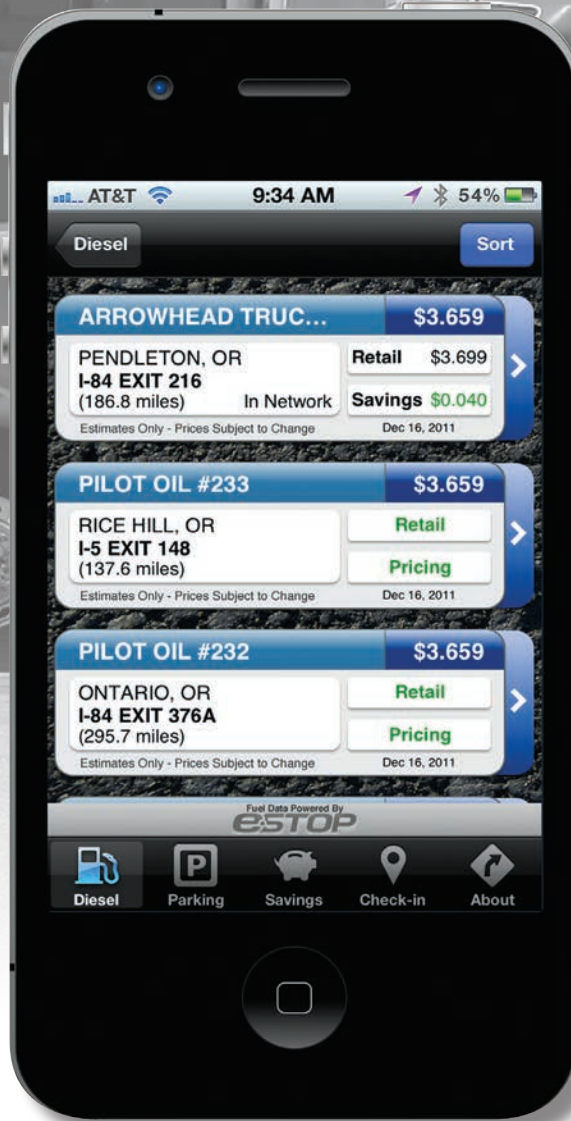 AT&T 9:34 AM 54%
Diesel Sort
ARROWHEAD TRUC... $3.659
PENDLETON, OR Retail $3.699
I-84 EXIT 216
(186.8 miles) In Network Savings $0.040
Estimates Only - Prices Subject to Change Dec 16, 2011
PILOT OIL #233 $3.659
RICE HILL, OR Retail
I-5 EXIT 148
(137.6 miles) Pricing
Estimates Only - Prices Subject to Change Dec 16, 2011
PILOT OIL #232 $3.659
ONTARIO, OR Retail
I-84 EXIT 376A
(295.7 miles) Pricing
Estimates Only - Prices Subject to Change Dec 16, 2011
Fuel Data Powered By
eSTOP
P
Diesel Parking Savings Check-in About